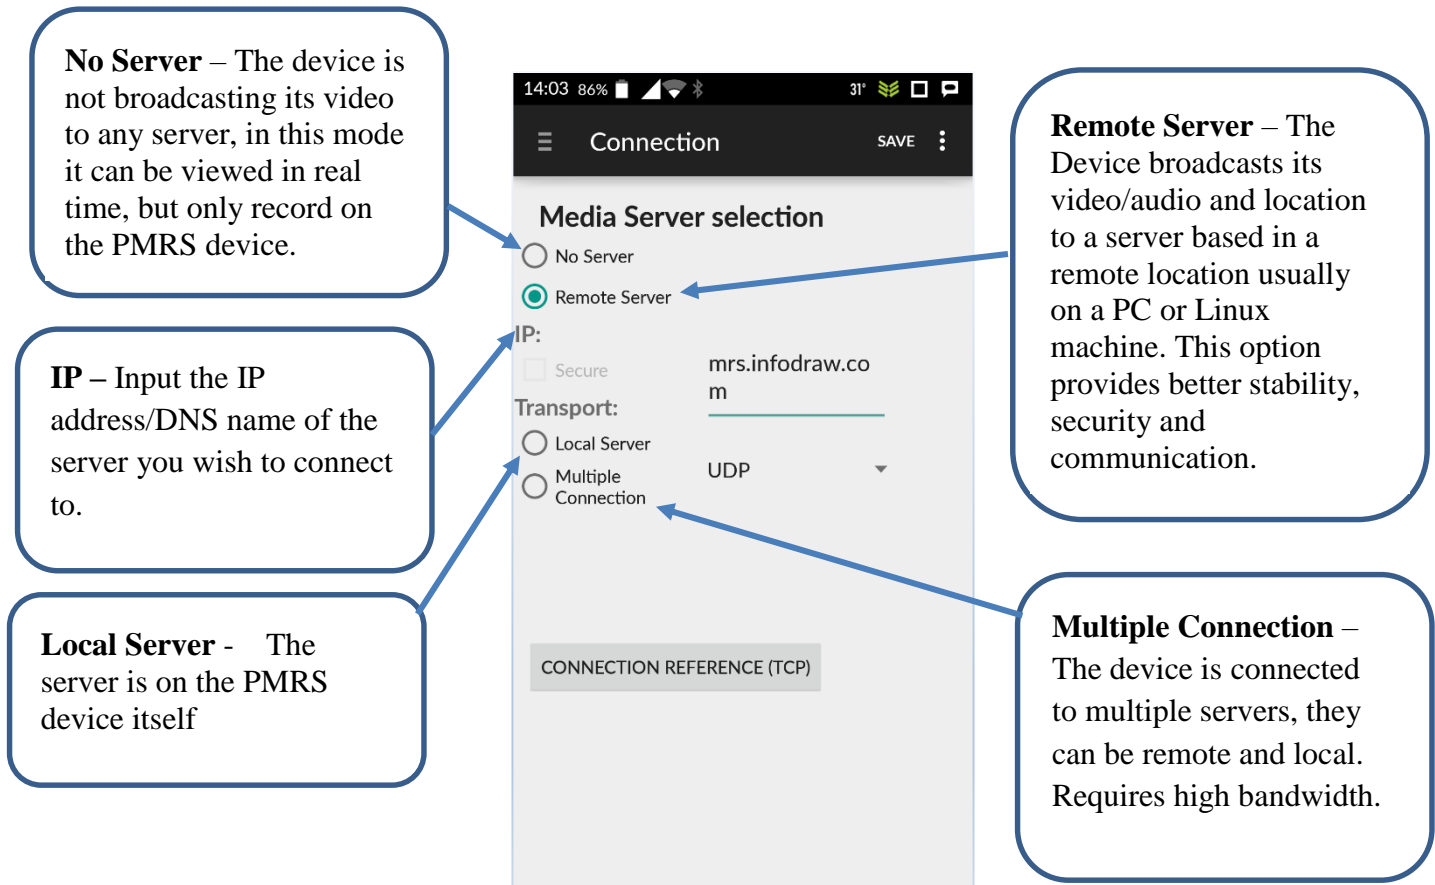 No Server – The device is
not broadcasting its video
to any server, in this mode
it can be viewed in real
time, but only record on
the PMRS device.
IP – Input the IP
address/DNS name of the
server you wish to connect
to.
Local Server -    The
server is on the PMRS
device itself
14:03 86% 31°
Connection SAVE
Media Server selection
No Server
Remote Server
IP:
Secure
mrs.infodraw.co
m
Transport:
Local Server
UDP
Multiple
Connection
CONNECTION REFERENCE (TCP)
Remote Server – The
Device broadcasts its
video/audio and location
to a server based in a
remote location usually
on a PC or Linux
machine. This option
provides better stability,
security and
communication.
Multiple Connection –
The device is connected
to multiple servers, they
can be remote and local.
Requires high bandwidth.